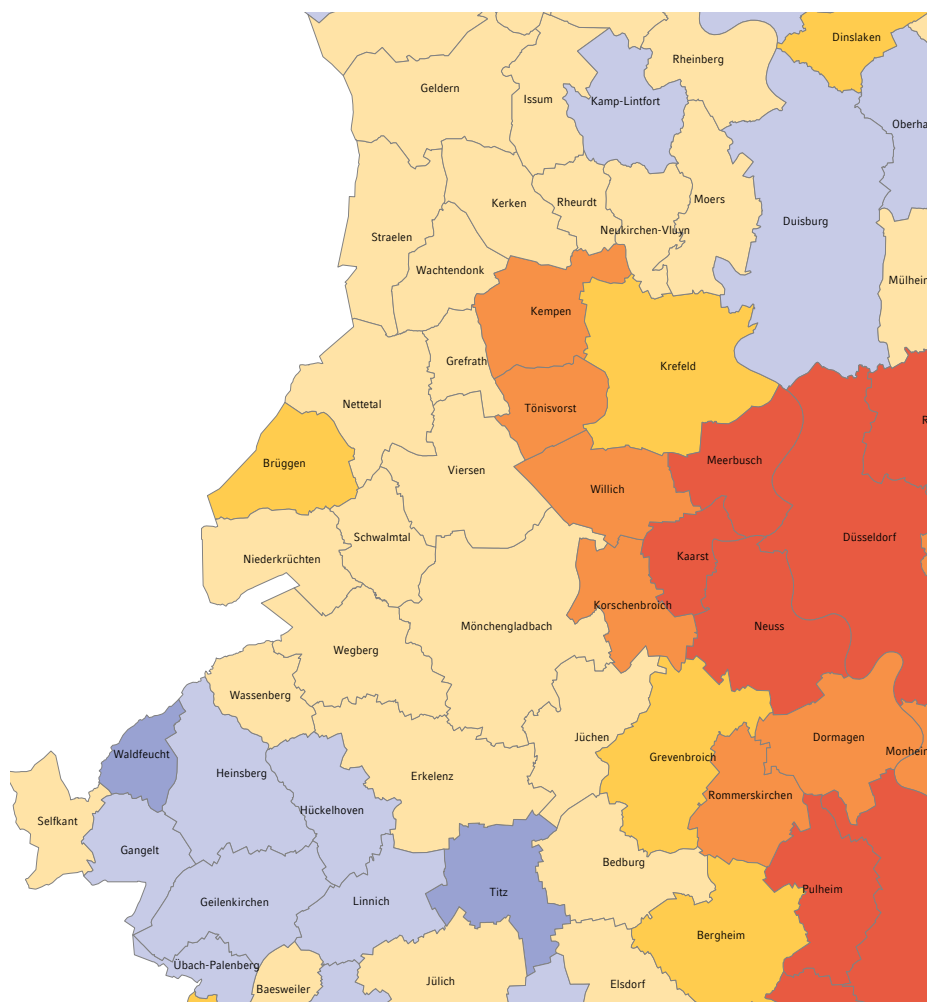 Dinslaken
Rheinberg
Geldern
Issum
Kamp-Lintfort
Oberha
Kerken
Rheurdt
Moers
Duisburg
Neukirchen-Vluyn
Straelen
Wachtendonk
Mülheim
Kempen
Grefrath
Krefeld
Nettetal
Tönisvorst
R
Brüggen
Viersen
Meerbusch
Willich
Schwalmtal
Düsseldorf
Niederkrüchten
Kaarst
Korschenbroich
Mönchengladbach
Neuss
Wegberg
Wassenberg
Jüchen
Dormagen
Waldfeucht
Grevenbroich
Monheim
Heinsberg
Erkelenz
Rommerskirchen
Hückelhoven
Selfkant
Gangelt
Bedburg
Titz
Pulheim
Geilenkirchen
Linnich
Bergheim
Übach-Palenberg
Jülich
Elsdorf
Baesweiler